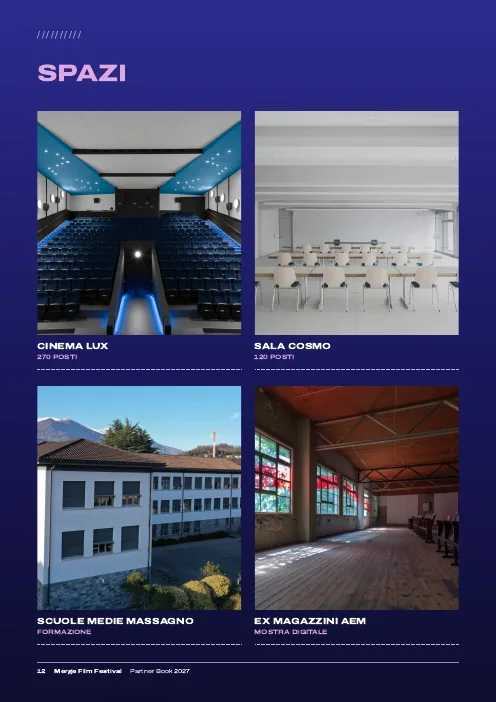 //////////
SPAZI
CINEMA LUX
270 POSTI
SALA COSMO
120 POSTI
SCUOLE MEDIE MASSAGNO
FORMAZIONE
EX MAGAZZINI AEM
MOSTRA DIGITALE
12 Merge Film Festival Partner Book 2027